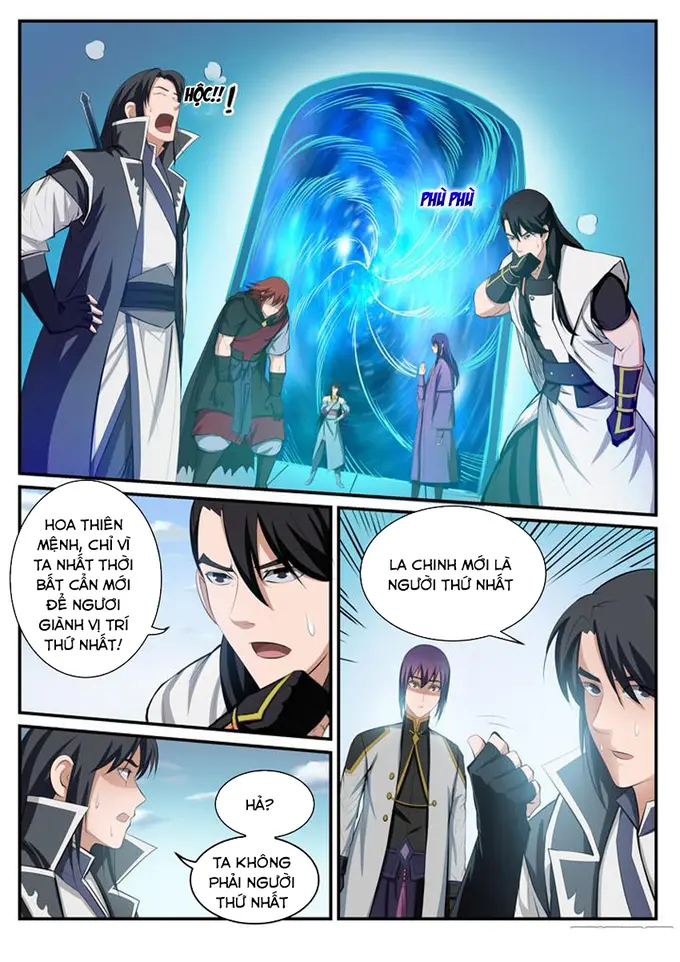 HỘC!! !
PHÙ PHÙ
HOA THIÊN
MỆNH, CHỈ VÌ
TA NHẤT THỜI
BẤT CẨN MỚI
ĐỂ NGƯƠI
GIÀNH VỊ TRÍ
THỨ NHẤT!
HẢ?
TA KHÔNG
PHẢI NGƯỜI
THỨ NHẤT
LA CHINH MỚI LÀ
NGƯỜI THỨ NHẤT